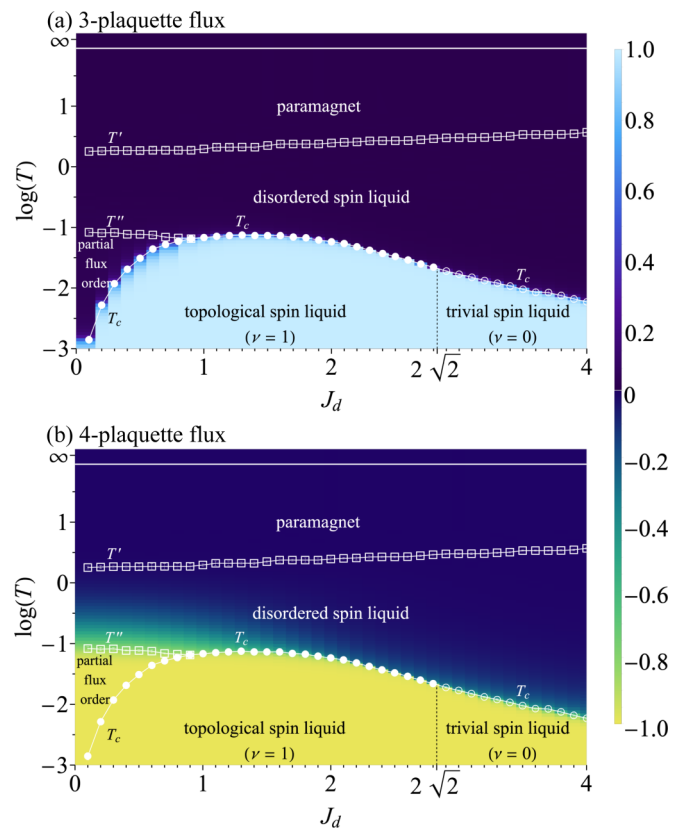 (a) 3-plaquette flux
∞
1
0
−1
−2
−3
log(T)
paramagnet
T′
disordered spin liquid
T″
T_c
partial
flux
order
T_c
T_c
topological spin liquid
(ν = 1)
trivial spin liquid
(ν = 0)
0
1
2
2√2
4
J_d
(b) 4-plaquette flux
∞
1
0
−1
−2
−3
log(T)
paramagnet
T′
disordered spin liquid
T″
T_c
partial
flux
order
T_c
T_c
topological spin liquid
(ν = 1)
trivial spin liquid
(ν = 0)
0
1
2
2√2
4
J_d
1.0
0.8
0.6
0.4
0.2
0
−0.2
−0.4
−0.6
−0.8
−1.0